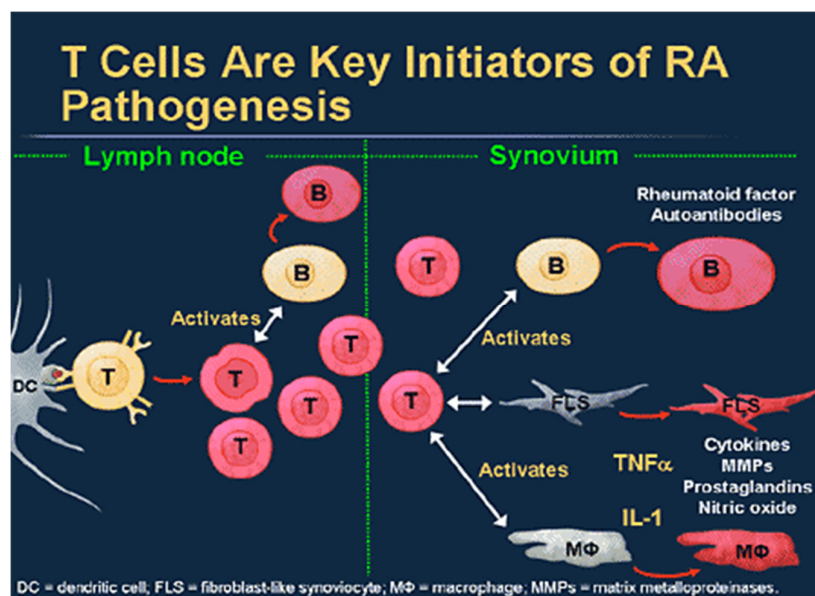 T Cells Are Key Initiators of RA
Pathogenesis
Lymph node
Synovium
B
Rheumatoid factor
Autoantibodies
B
T
B
B
Activates
Activates
T
DC
T
T
T
T
FLS
FLS
T
Activates
TNFα
Cytokines
MMPs
Prostaglandins
Nitric oxide
IL-1
MΦ
MΦ
DC = dendritic cell; FLS = fibroblast-like synoviocyte; MΦ = macrophage; MMPs = matrix metalloproteinases.